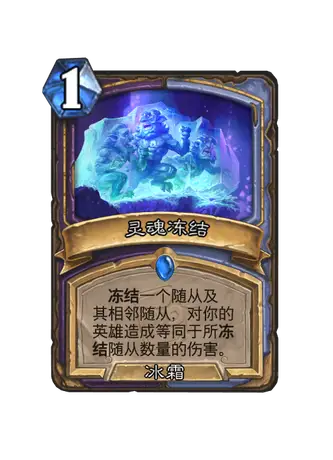 1
灵魂冻结
冻结一个随从及
其相邻随从，对你的
英雄造成等同于所冻
结随从数量的伤害。
冰霜